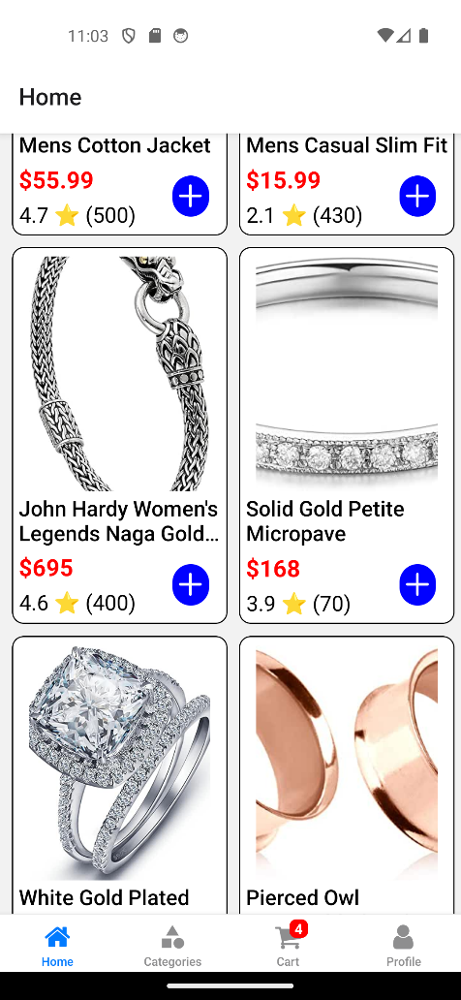 11:03
Home
Mens Cotton Jacket
$55.99
4.7 ⭐ (500)
Mens Casual Slim Fit
$15.99
2.1 ⭐ (430)
John Hardy Women's
Legends Naga Gold...
$695
4.6 ⭐ (400)
Solid Gold Petite
Micropave
$168
3.9 ⭐ (70)
White Gold Plated
Pierced Owl
Home
Categories
4
Cart
Profile